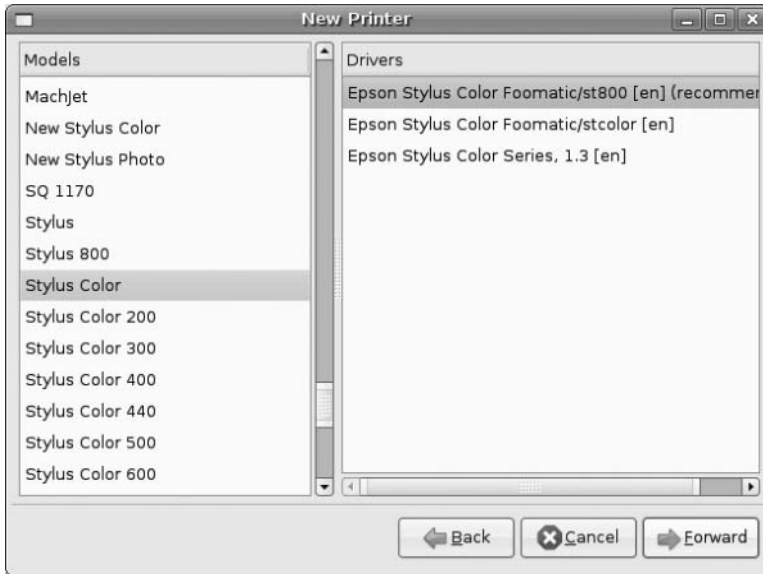 New Printer
Models
MachJet
New Stylus Color
New Stylus Photo
SQ 1170
Stylus
Stylus 800
Stylus Color
Stylus Color 200
Stylus Color 300
Stylus Color 400
Stylus Color 440
Stylus Color 500
Stylus Color 600
Drivers
Epson Stylus Color Foomatic/st800 [en] (recommer
Epson Stylus Color Foomatic/stcolor [en]
Epson Stylus Color Series, 1.3 [en]
Back
Cancel
Forward